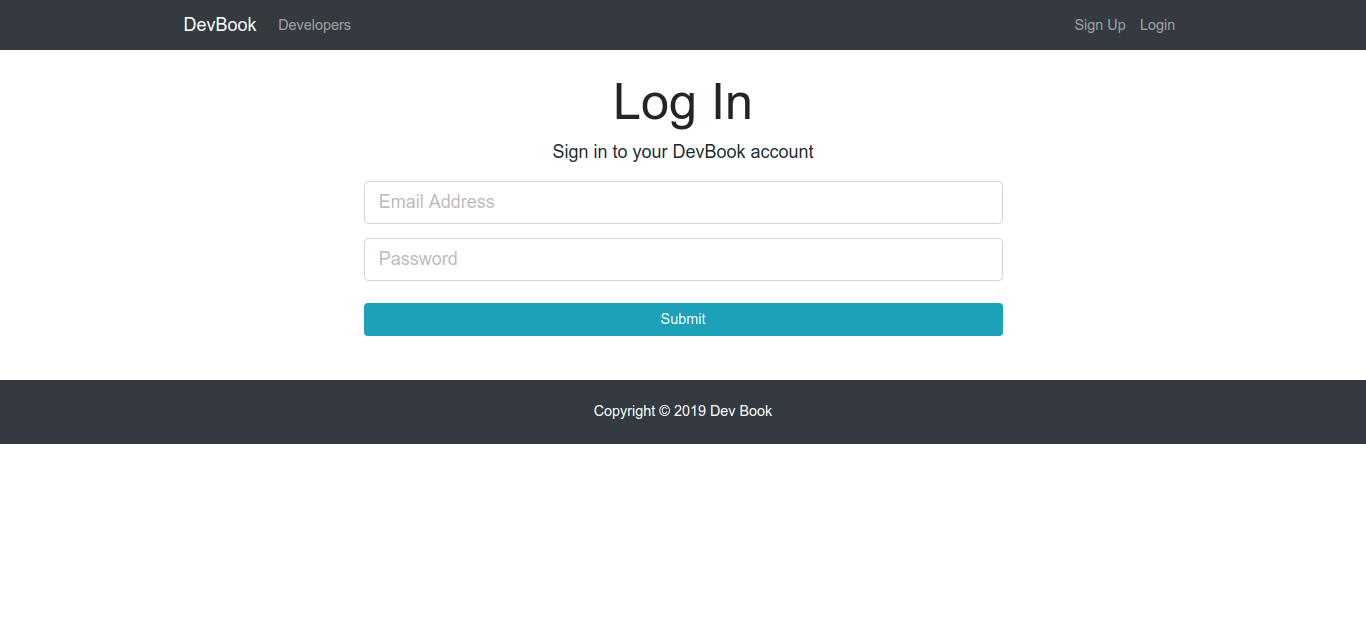 DevBook Developers Sign Up Login
Log In
Sign in to your DevBook account
Email Address
Password
Submit
Copyright © 2019 Dev Book